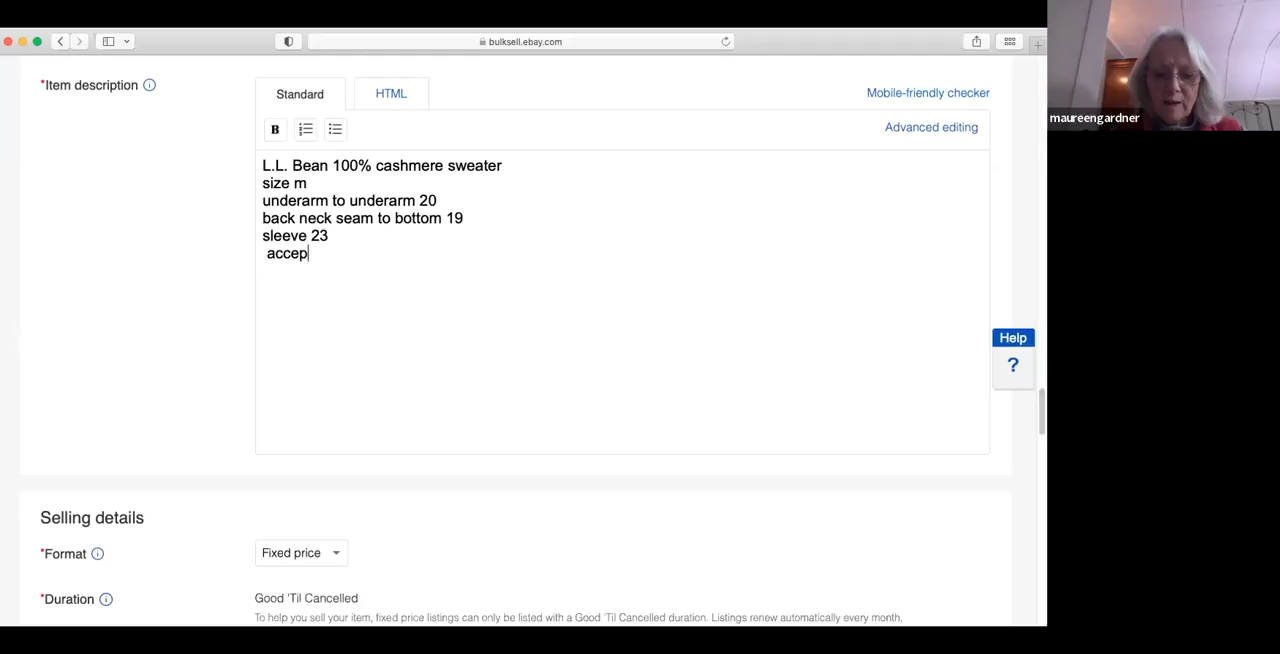 bulksell.ebay.com
maureengardner
*Item description
Standard
HTML
Mobile-friendly checker
B
Advanced editing
L.L. Bean 100% cashmere sweater
size m
underarm to underarm 20
back neck seam to bottom 19
sleeve 23
accep
Help
?
Selling details
*Format
Fixed price
*Duration
Good 'Til Cancelled
To help you sell your item, fixed price listings can only be listed with a Good 'Til Cancelled duration. Listings renew automatically every month,